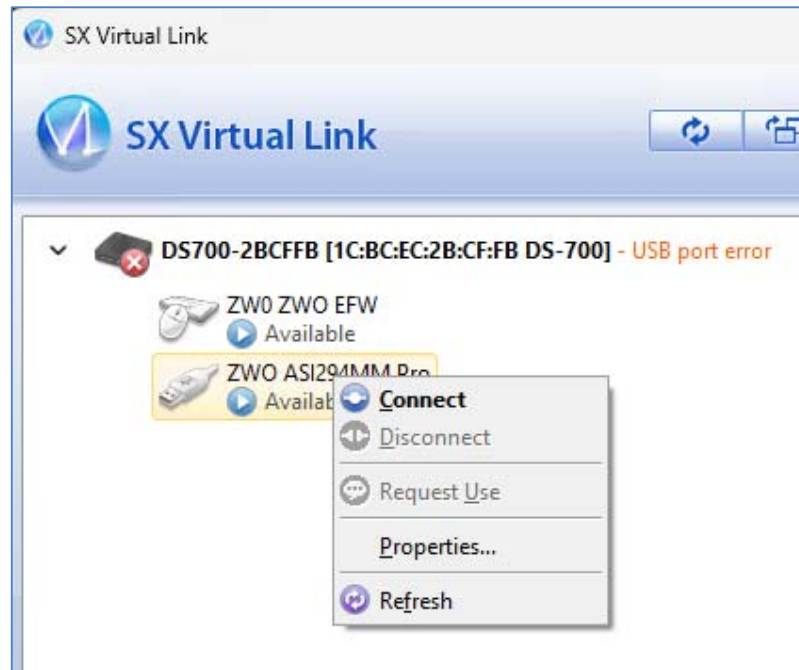 SX Virtual Link
SX Virtual Link
DS700-2BCFFB [1C:BC:EC:2B:CF:FB DS-700] - USB port error
ZW0 ZWO EFW
Available
ZWO ASI294MM Pro
Availab
Connect
Disconnect
Request Use
Properties...
Refresh